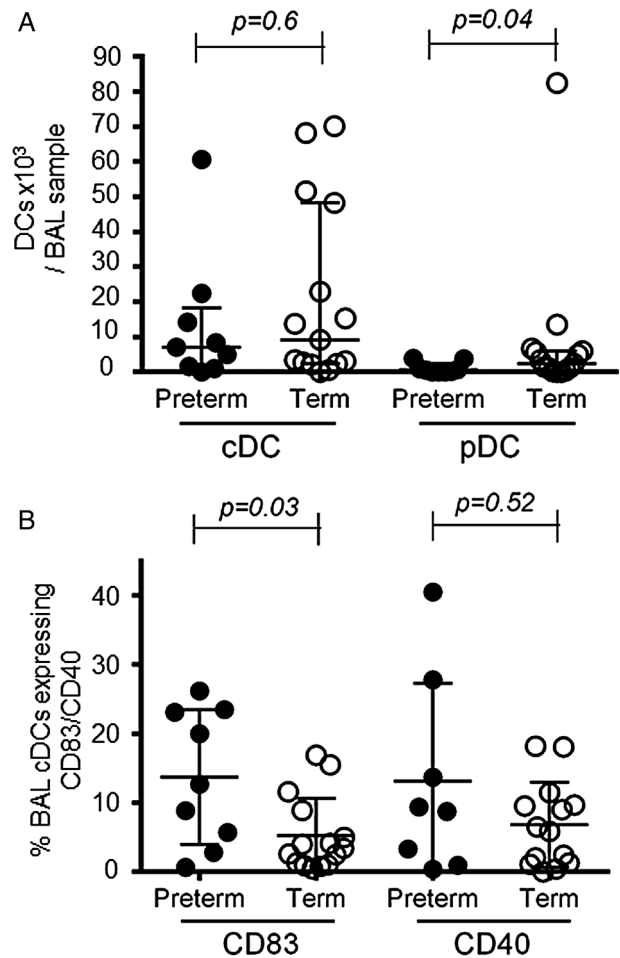 A
p=0.6
p=0.04
DCs x10³
/ BAL sample
90
80
70
60
50
40
30
20
10
0
Preterm
Term
Preterm
Term
cDC
pDC
B
p=0.03
p=0.52
% BAL cDCs expressing
CD83/CD40
40
30
20
10
0
Preterm
Term
Preterm
Term
CD83
CD40